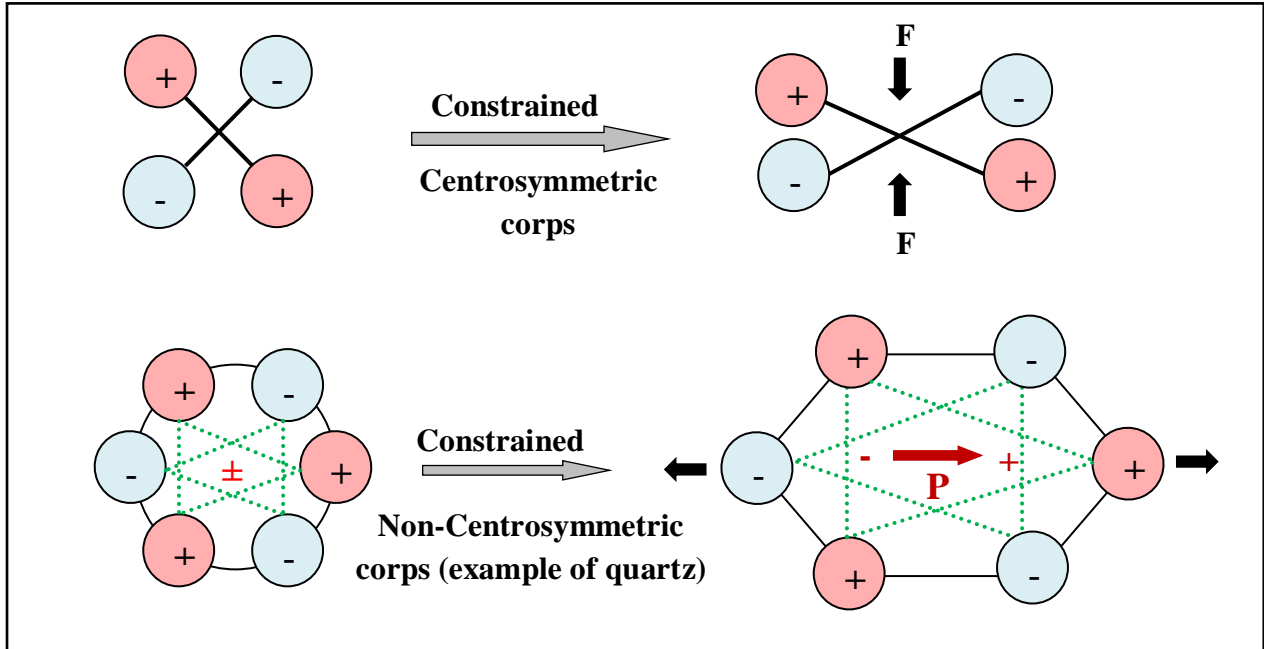 F
+ -
+ -
Constrained
Centrosymmetric
corps
- +
- +
F
+ -
+ -
Constrained
- ± +
- - + +
P
Non-Centrosymmetric
corps (example of quartz)
+ -
+ -